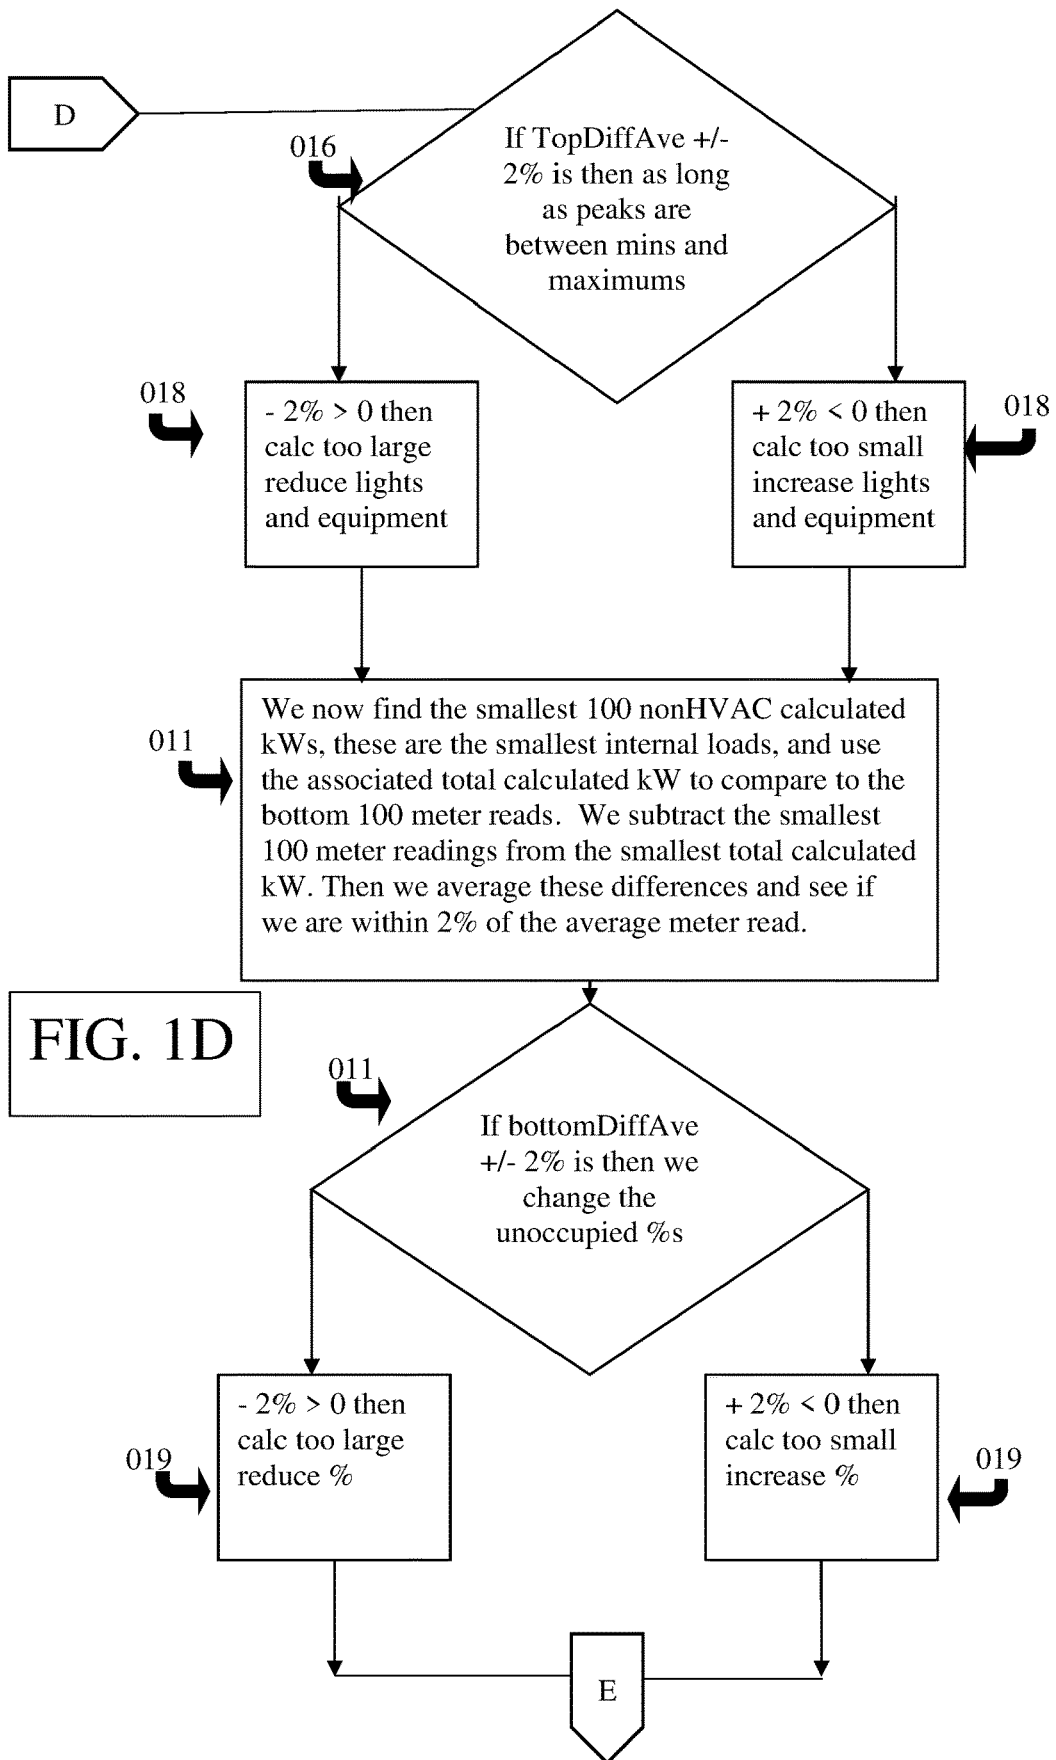 D
016
If TopDiffAve +/-
2% is then as long
as peaks are
between mins and
maximums
018
- 2% > 0 then
calc too large
reduce lights
and equipment
+ 2% < 0 then
calc too small
increase lights
and equipment
018
011
We now find the smallest 100 nonHVAC calculated
kWs, these are the smallest internal loads, and use
the associated total calculated kW to compare to the
bottom 100 meter reads.  We subtract the smallest
100 meter readings from the smallest total calculated
kW. Then we average these differences and see if
we are within 2% of the average meter read.
FIG. 1D
011
If bottomDiffAve
+/- 2% is then we
change the
unoccupied %s
019
- 2% > 0 then
calc too large
reduce %
+ 2% < 0 then
calc too small
increase %
019
E